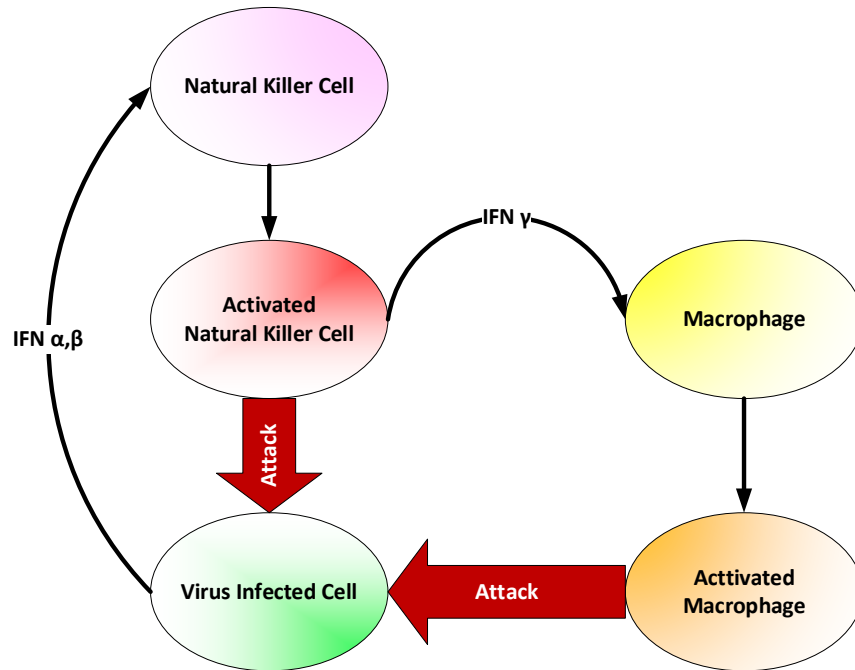 Natural Killer Cell
IFN γ
Activated
Natural Killer Cell
Macrophage
IFN α,β
Attack
Virus Infected Cell
Attack
Acttivated
Macrophage